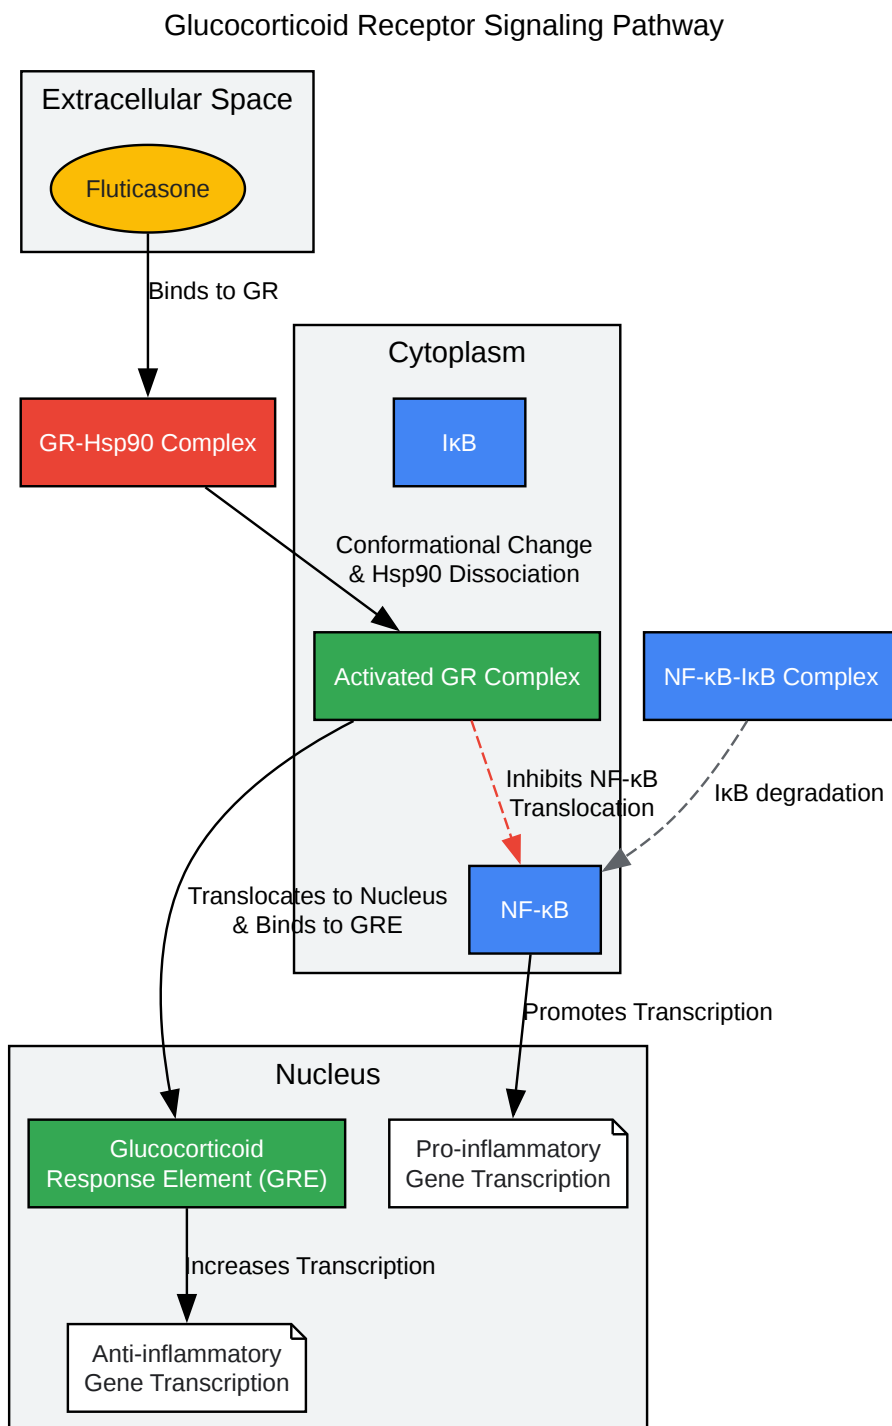 Glucocorticoid Receptor Signaling Pathway
Extracellular Space
Fluticasone
Binds to GR
Cytoplasm
GR-Hsp90 Complex
IκB
Conformational Change
& Hsp90 Dissociation
Activated GR Complex
NF-κB-IκB Complex
Inhibits NF-κB
Translocation
IκB degradation
Translocates to Nucleus
& Binds to GRE
NF-κB
Promotes Transcription
Nucleus
Glucocorticoid
Response Element (GRE)
Pro-inflammatory
Gene Transcription
Increases Transcription
Anti-inflammatory
Gene Transcription